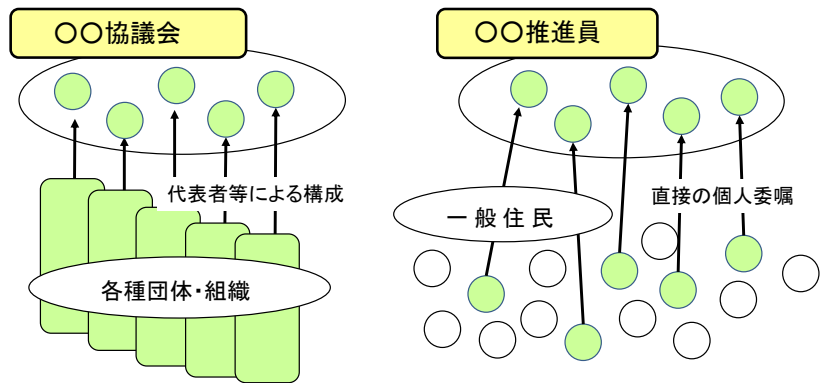 〇〇協議会
代表者等による構成
各種団体・組織
〇〇推進員
直接の個人委嘱
一般住民